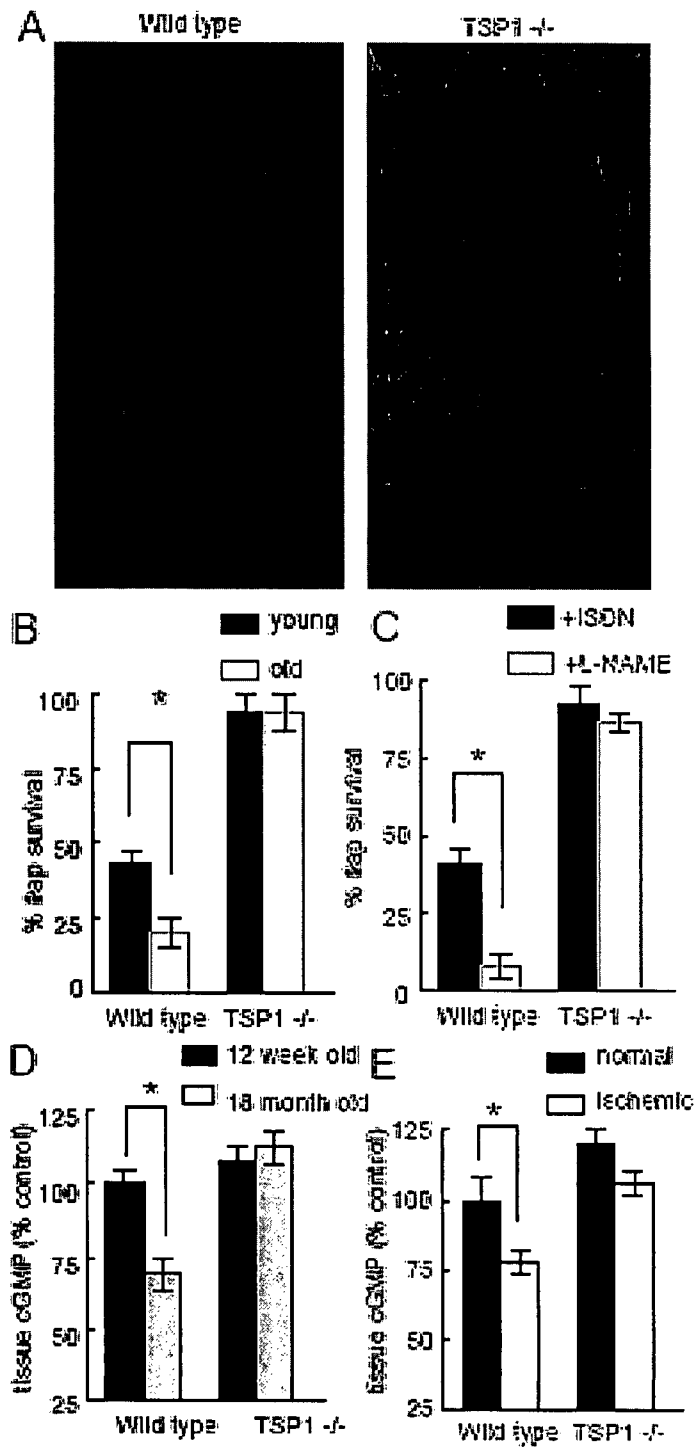 A
Wild type TSP1 -/-
B
young
old
*
% Flap survival
100
75
50
25
0
Wild type TSP1 -/-
C
+ISDN
+L-NAME
*
% Flap survival
100
75
50
25
0
Wild type TSP1 -/-
D
12 week old
18 month old
*
tissue cGMP (% control)
125
100
75
50
25
Wild type TSP1 -/-
E
normal
Ischemic
*
tissue cGMP (% control)
125
100
75
50
25
Wild type TSP1 -/-